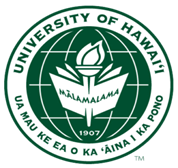 UNIVERSITY OF HAWAI‘I
MĀLAMALAMA
1907
UA MAU KE EA O KA ‘ĀINA I KA PONO
TM